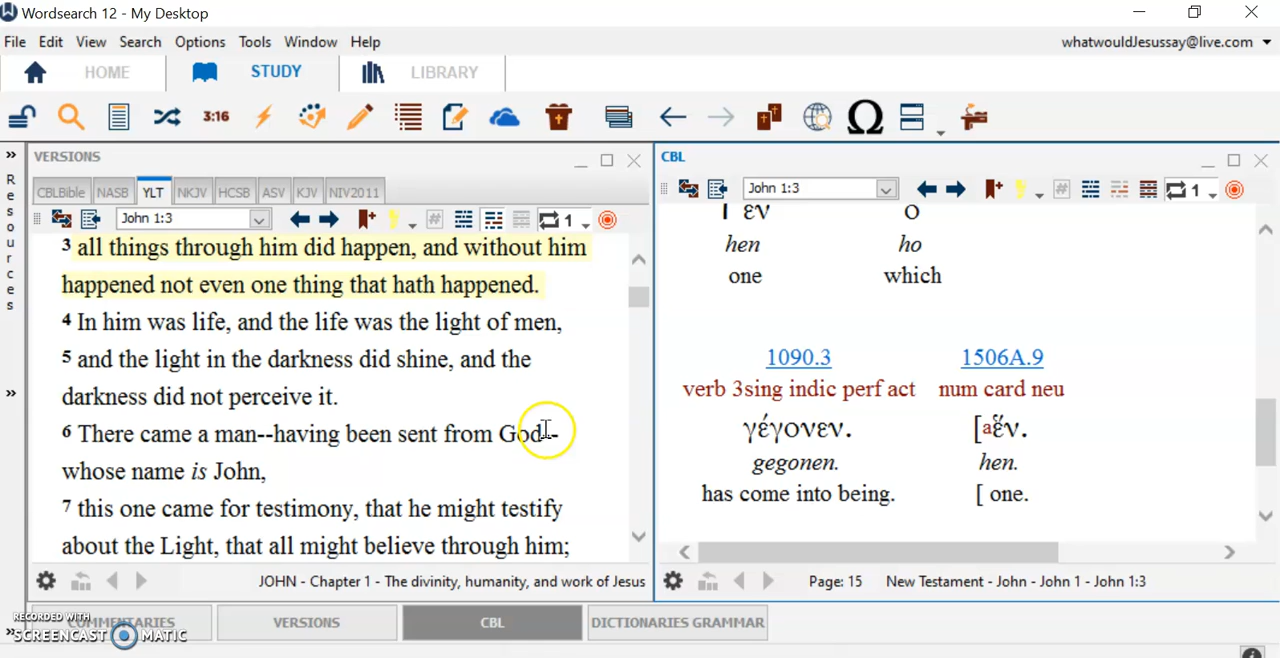 Wordsearch 12 - My Desktop
File Edit View Search Options Tools Window Help
whatwouldJesussay@live.com
HOME STUDY LIBRARY
3:16
VERSIONS
CBLBible NASB YLT NKJV HCSB ASV KJV NIV2011
John 1:3
# 1
3 all things through him did happen, and without him
happened not even one thing that hath happened.
4 In him was life, and the life was the light of men,
5 and the light in the darkness did shine, and the
darkness did not perceive it.
6 There came a man--having been sent from God--
whose name is John,
7 this one came for testimony, that he might testify
about the Light, that all might believe through him;
JOHN - Chapter 1 - The divinity, humanity, and work of Jesus
Resources
CBL
John 1:3
# 1
ἓν ὃ
hen ho
one which
1090.3 1506A.9
verb 3sing indic perf act num card neu
γέγονεν. [aἕν.
gegonen. hen.
has come into being. [ one.
Page: 15 New Testament - John - John 1 - John 1:3
COMMENTARIES VERSIONS CBL DICTIONARIES GRAMMAR
RECORDED WITH
SCREENCAST MATIC